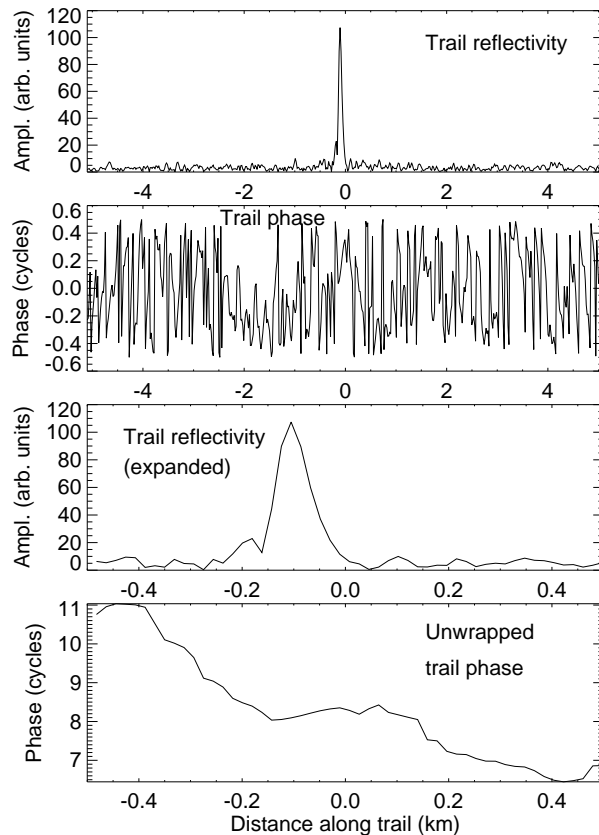 120
100
80
60
40
20
0
Ampl. (arb. units)
Trail reflectivity
-4 -2 0 2 4
0.6
0.4
0.2
0.0
-0.2
-0.4
-0.6
Phase (cycles)
Trail phase
-4 -2 0 2 4
120
100
80
60
40
20
0
Ampl. (arb. units)
Trail reflectivity
(expanded)
-0.4 -0.2 0.0 0.2 0.4
11
10
9
8
7
Phase (cycles)
Unwrapped
trail phase
-0.4 -0.2 0.0 0.2 0.4
Distance along trail (km)